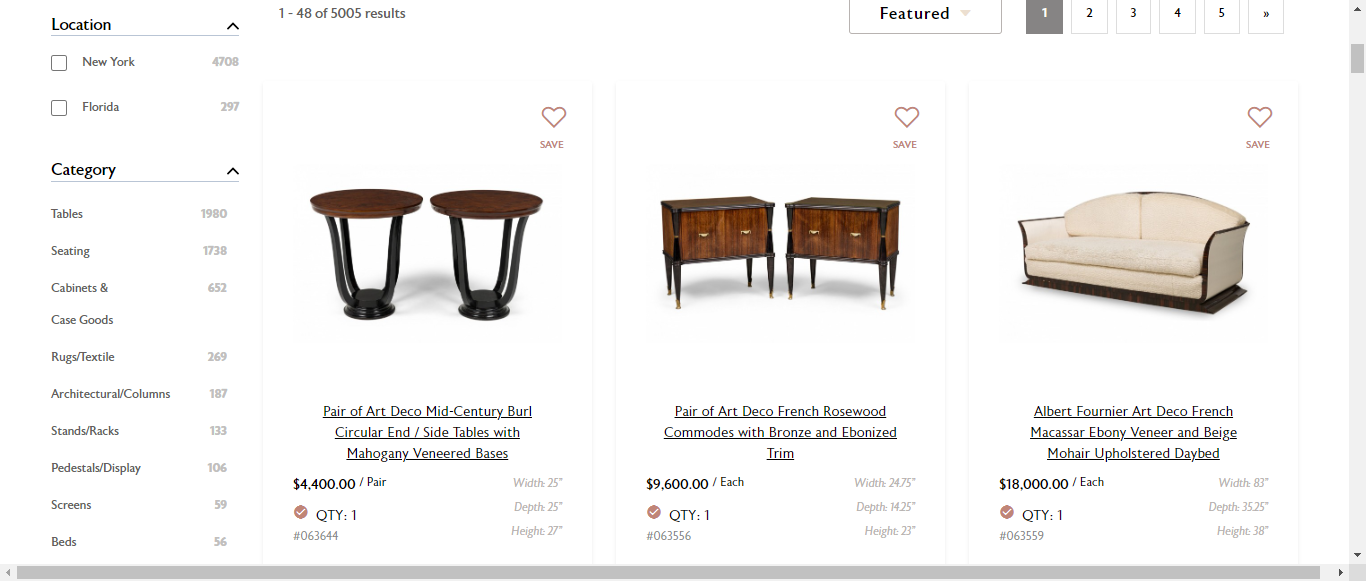 Location
New York 4708
Florida 297
Category
Tables 1980
Seating 1738
Cabinets & 652
Case Goods
Rugs/Textile 269
Architectural/Columns 187
Stands/Racks 133
Pedestals/Display 106
Screens 59
Beds 56
1 - 48 of 5005 results
Featured
1 2 3 4 5 »
SAVE
Pair of Art Deco Mid-Century Burl
Circular End / Side Tables with
Mahogany Veneered Bases
$4,400.00 / Pair
QTY: 1
#063644
Width: 25"
Depth: 25"
Height: 27"
SAVE
Pair of Art Deco French Rosewood
Commodes with Bronze and Ebonized
Trim
$9,600.00 / Each
QTY: 1
#063556
Width: 24.75"
Depth: 14.25"
Height: 23"
SAVE
Albert Fournier Art Deco French
Macassar Ebony Veneer and Beige
Mohair Upholstered Daybed
$18,000.00 / Each
QTY: 1
#063559
Width: 83"
Depth: 35.25"
Height: 38"